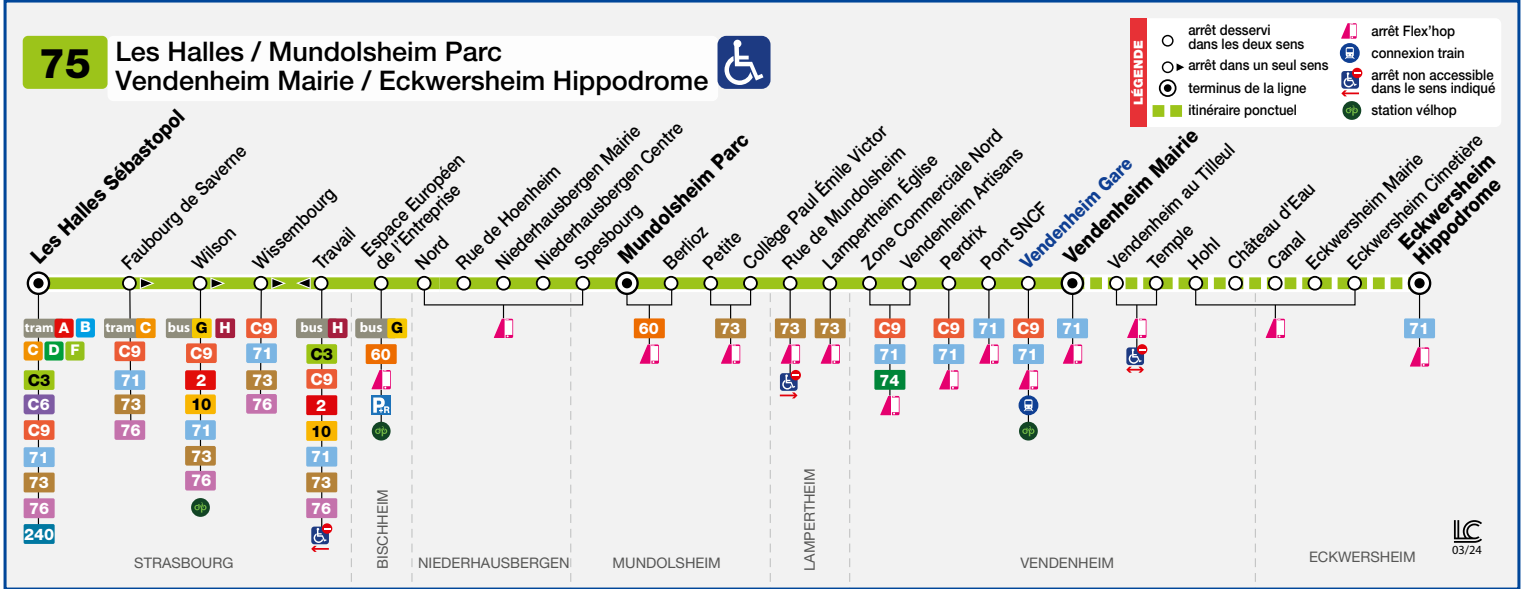 75
Les Halles / Mundolsheim Parc
Vendenheim Mairie / Eckwersheim Hippodrome
LÉGENDE
arrêt desservi
dans les deux sens
arrêt dans un seul sens
terminus de la ligne
itinéraire ponctuel
arrêt Flex'hop
connexion train
arrêt non accessible
dans le sens indiqué
station vélhop
Les Halles Sébastopol
Faubourg de Saverne
Wilson
Wissembourg
Travail
Espace Européen
de l'Entreprise
Nord
Rue de Hoenheim
Niederhausbergen Mairie
Niederhausbergen Centre
Spesbourg
Mundolsheim Parc
Berlioz
Petite
Collège Paul Émile Victor
Rue de Mundolsheim
Lampertheim Église
Zone Commerciale Nord
Vendenheim Artisans
Perdrix
Pont SNCF
Vendenheim Gare
Vendenheim Mairie
Vendenheim au Tilleul
Temple
Hohl
Château d'Eau
Canal
Eckwersheim Mairie
Eckwersheim Cimetière
Eckwersheim
Hippodrome
tram A B
C D F
C3
C6
C9
71
73
76
240
tram C
C9
71
73
76
bus G H
C9
2
10
71
73
76
C9
71
73
76
bus H
C3
C9
2
10
71
73
76
bus G
60
P+R
60
73
73
73
C9
71
74
C9
71
71
C9
71
71
71
STRASBOURG
BISCHHEIM
NIEDERHAUSBERGEN
MUNDOLSHEIM
LAMPERTHEIM
VENDENHEIM
ECKWERSHEIM
LC
03/24